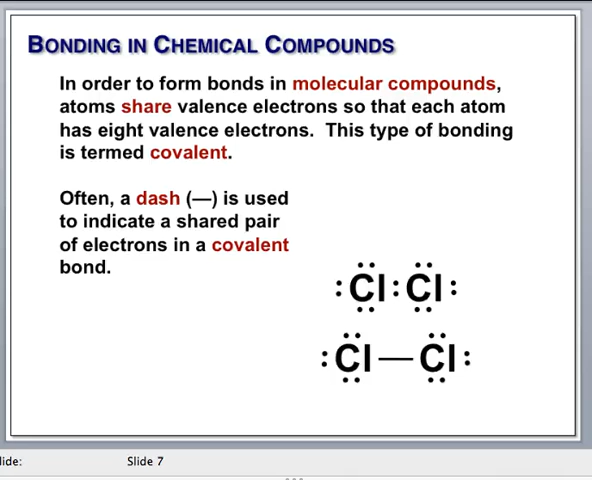 BONDING IN CHEMICAL COMPOUNDS
In order to form bonds in molecular compounds,
atoms share valence electrons so that each atom
has eight valence electrons. This type of bonding
is termed covalent.
Often, a dash (—) is used
to indicate a shared pair
of electrons in a covalent
bond.
:Cl:Cl:
:Cl—Cl:
lide:
Slide 7